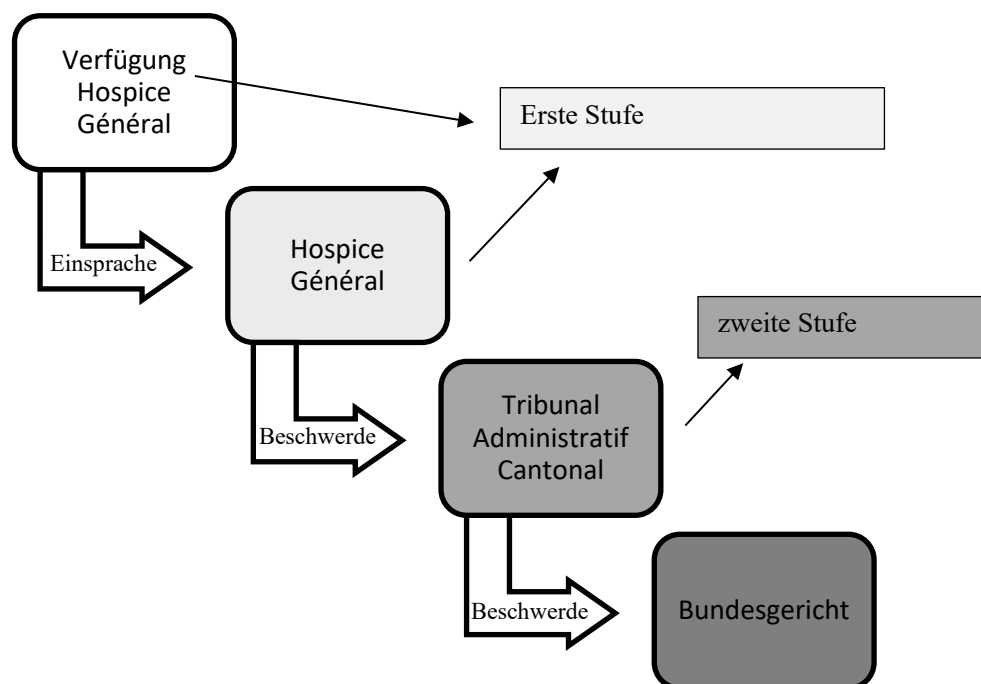 Verfügung
Hospice
Général
Erste Stufe
Einsprache
Hospice
Général
zweite Stufe
Beschwerde
Tribunal
Administratif
Cantonal
Beschwerde
Bundesgericht